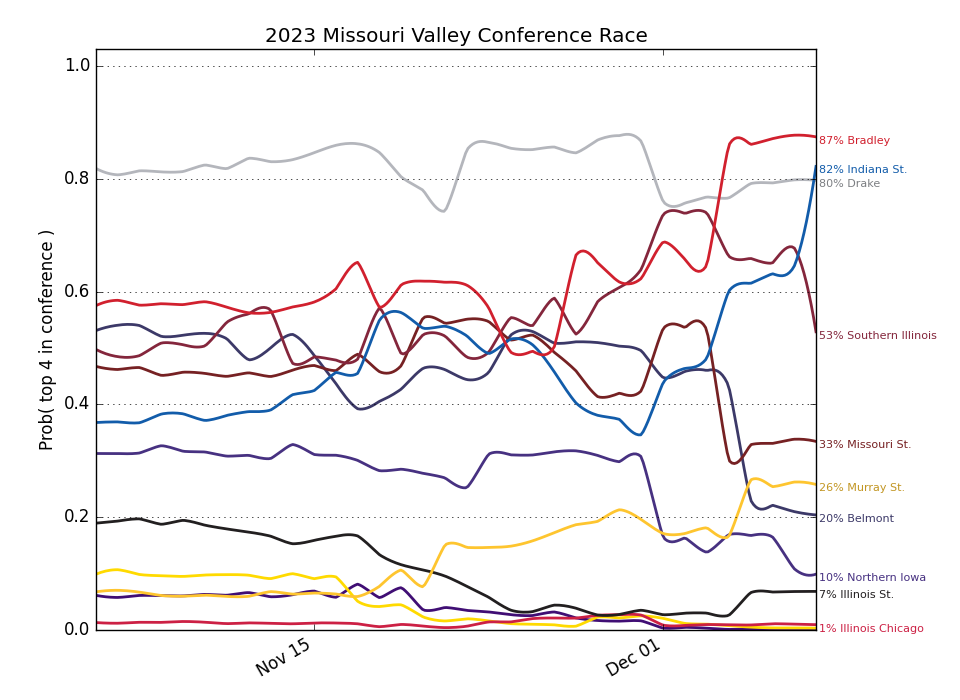 2023 Missouri Valley Conference Race
Prob( top 4 in conference )
1.0
0.8
0.6
0.4
0.2
0.0
Nov 15
Dec 01
87% Bradley
82% Indiana St.
80% Drake
53% Southern Illinois
33% Missouri St.
26% Murray St.
20% Belmont
10% Northern Iowa
7% Illinois St.
1% Illinois Chicago